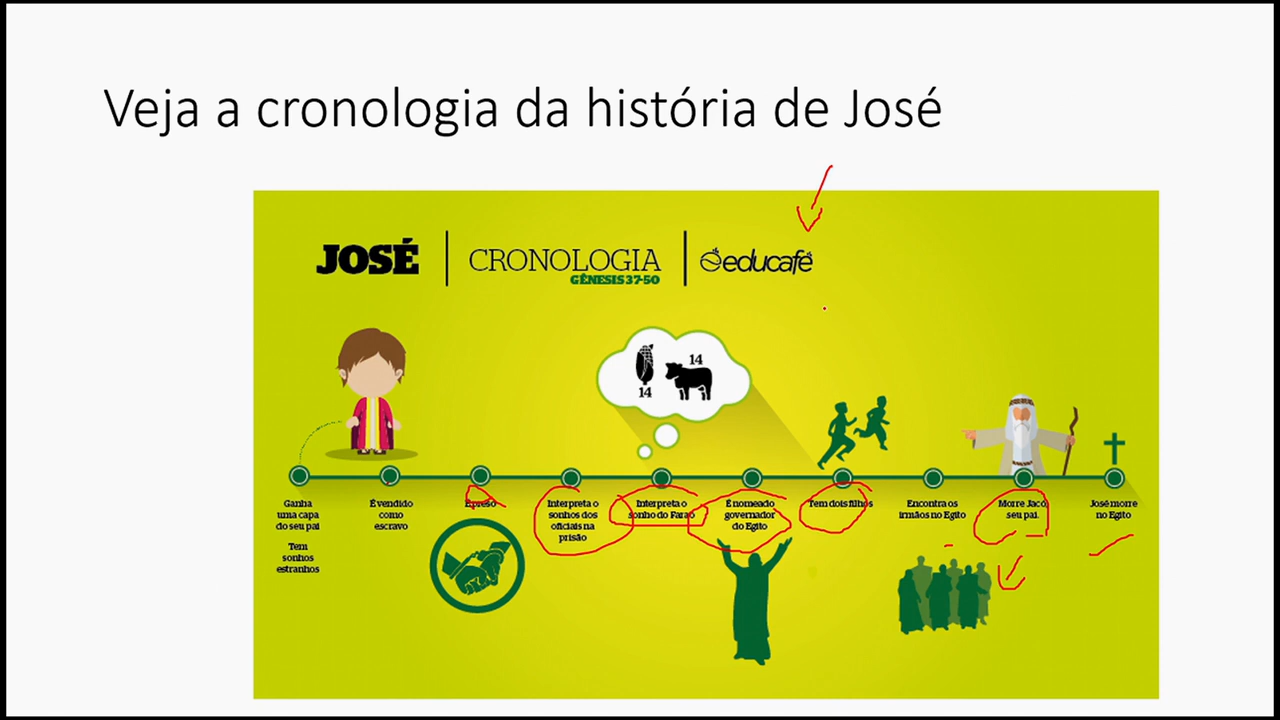 Veja a cronologia da história de José
JOSÉ
CRONOLOGIA
GÊNESIS 37-50
educafé
14
14
Ganha
uma capa
do seu pai
Tem
sonhos
estranhos
É vendido
como
escravo
É preso
Interpreta o
sonhos dos
oficiais na
prisão
Interpreta o
sonho do Faraó
É nomeado
governador
do Egito
Tem dois filhos
Encontra os
irmãos no Egito
Morre Jacó,
seu pai.
José morre
no Egito